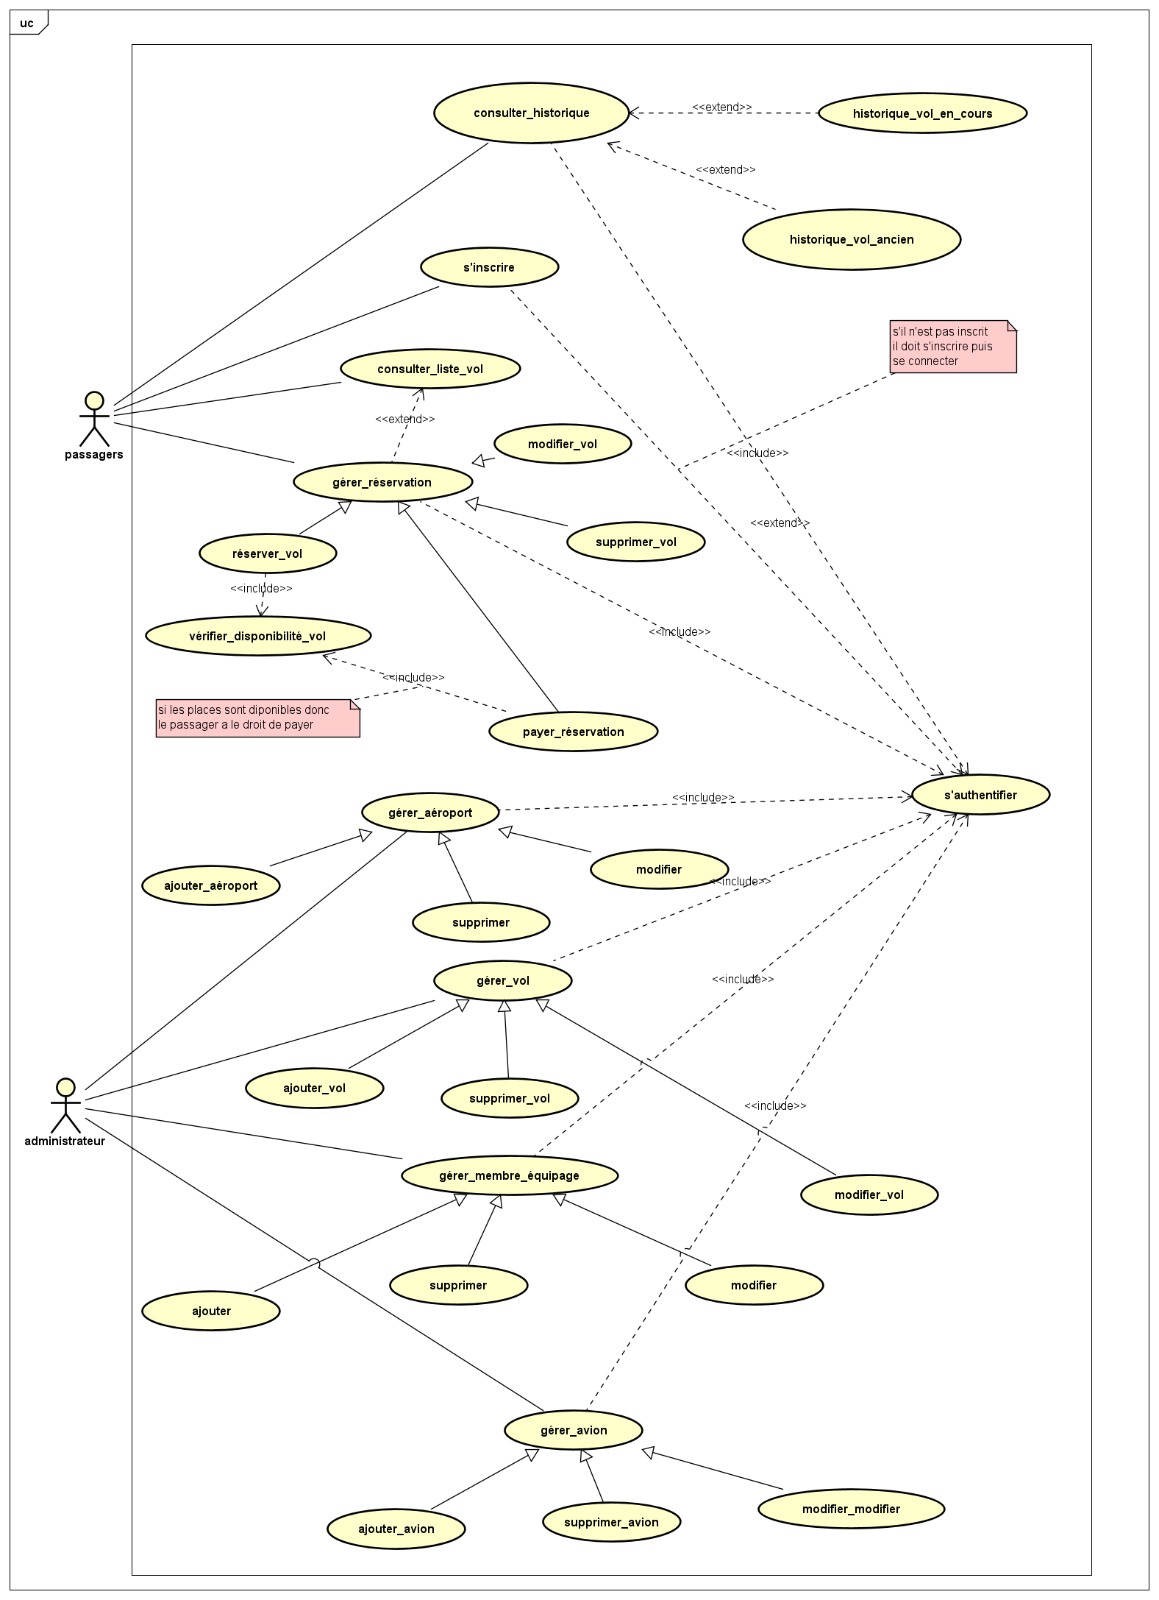 uc
consulter_historique
<<extend>>
historique_vol_en_cours
<<extend>>
historique_vol_ancien
s'inscrire
s'il n'est pas inscrit
il doit s'inscrire puis
se connecter
consulter_liste_vol
<<extend>>
passagers
modifier_vol
<<include>>
gérer_réservation
<<extend>>
supprimer_vol
réserver_vol
<<include>>
<<include>>
vérifier_disponibilité_vol
<<include>>
si les places sont diponibles donc
le passager a le droit de payer
payer_réservation
s'authentifier
<<include>>
gérer_aéroport
modifier
<<include>>
ajouter_aéroport
supprimer
gérer_vol
<<include>>
ajouter_vol
supprimer_vol
<<include>>
administrateur
gérer_membre_équipage
modifier_vol
supprimer
modifier
ajouter
gérer_avion
modifier_modifier
supprimer_avion
ajouter_avion